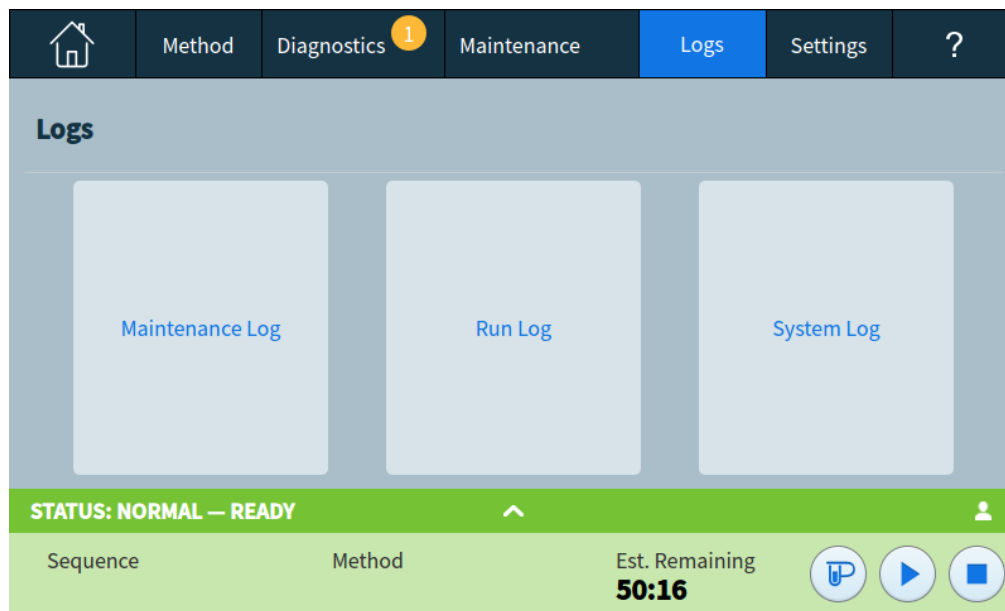 Method Diagnostics 1 Maintenance Logs Settings ?
Logs
Maintenance Log Run Log System Log
STATUS: NORMAL — READY
Sequence Method Est. Remaining
50:16